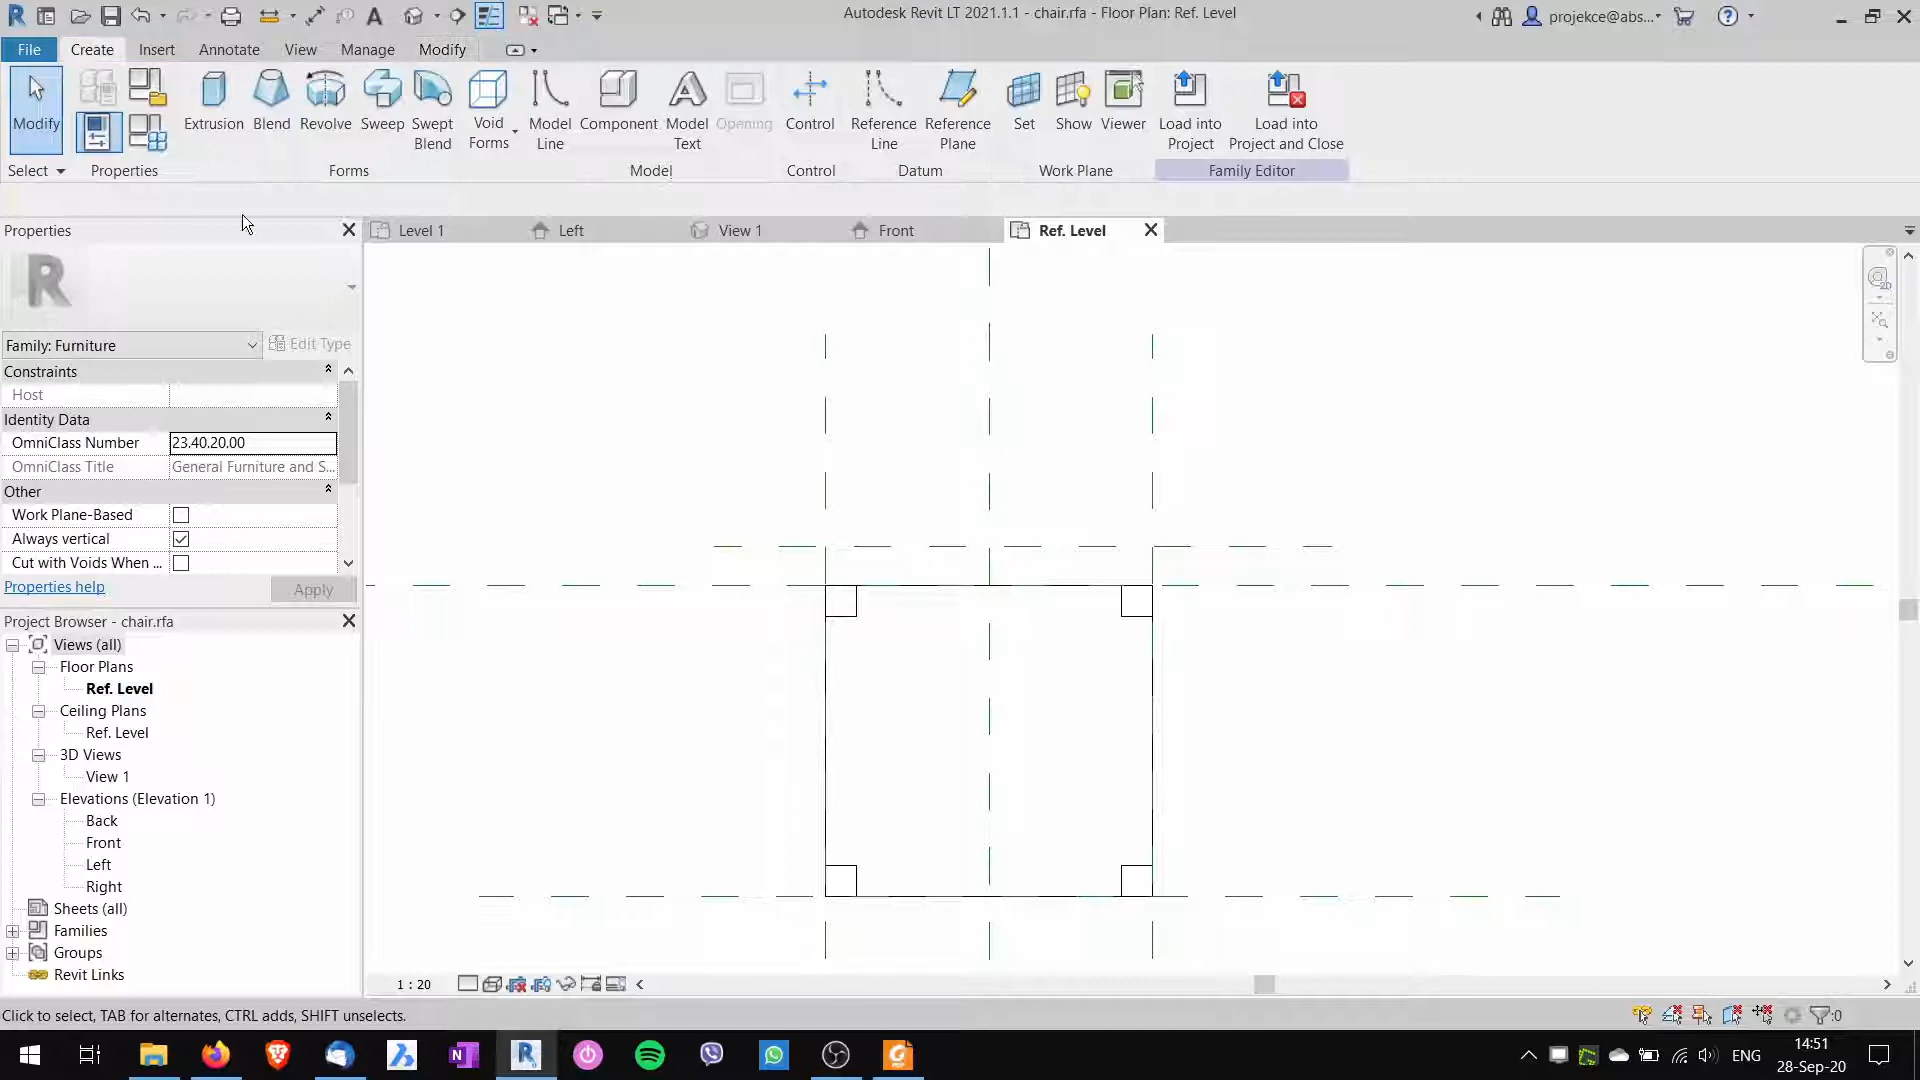 Autodesk Revit LT 2021.1.1 - chair.rfa - Floor Plan: Ref. Level
projekce@abs...
File Create Insert Annotate View Manage Modify
Modify
Extrusion Blend Revolve Sweep Swept Blend Void Forms Model Line Component Model Text Opening Control Reference Line Reference Plane Set Show Viewer Load into Project Load into Project and Close
Select Properties Forms Model Control Datum Work Plane Family Editor
Properties
Level 1 Left View 1 Front Ref. Level
R
2D
Family: Furniture Edit Type
Constraints
Host
Identity Data
OmniClass Number 23.40.20.00
OmniClass Title General Furniture and S...
Other
Work Plane-Based
Always vertical
Cut with Voids When ...
Properties help Apply
Project Browser - chair.rfa
Views (all)
Floor Plans
Ref. Level
Ceiling Plans
Ref. Level
3D Views
View 1
Elevations (Elevation 1)
Back
Front
Left
Right
Sheets (all)
Families
Groups
Revit Links
1 : 20
Click to select, TAB for alternates, CTRL adds, SHIFT unselects.
:0
ENG
14:51
28-Sep-20